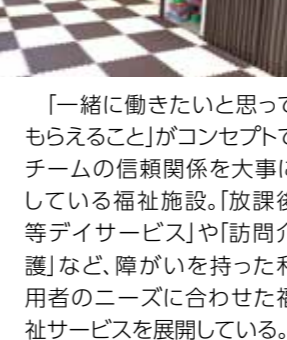 「一緒に働きたいと思って
もらえること」がコンセプトで
チームの信頼関係を大事に
している福祉施設。「放課後
等デイサービス」や「訪問介
護」など、障がいを持った利
用者のニーズに合わせた福
祉サービスを展開している。